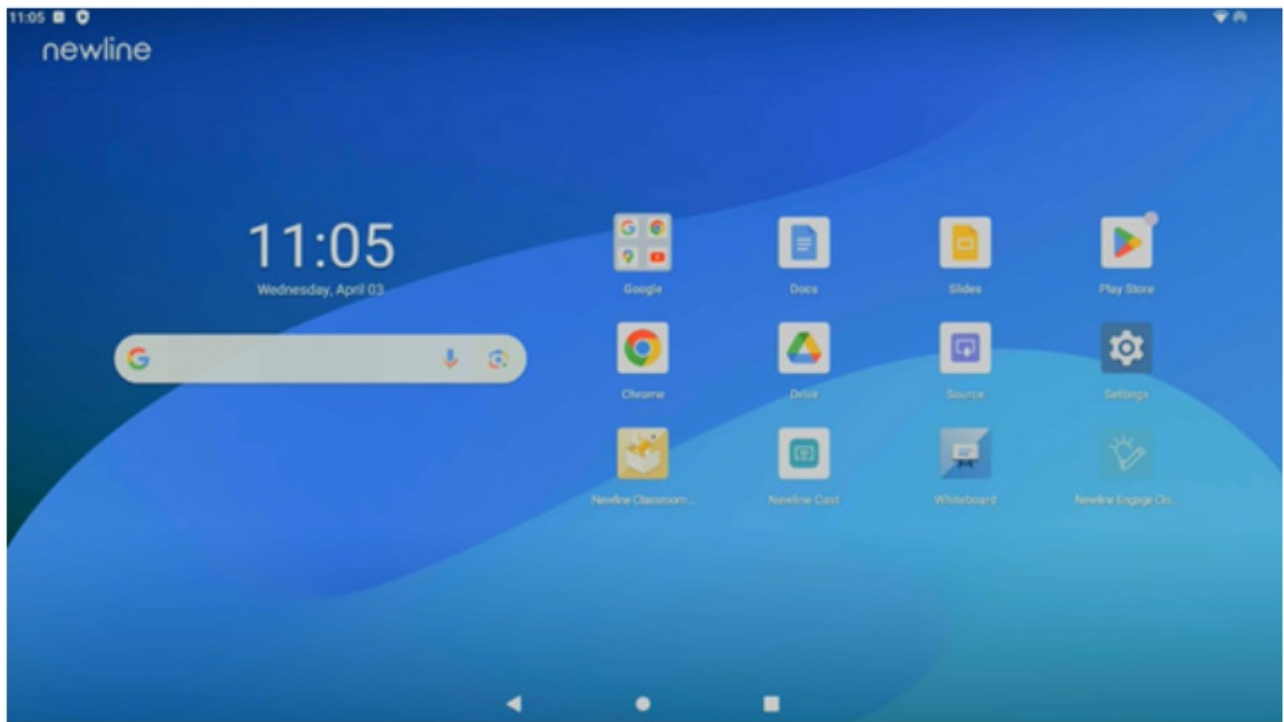 11:05
newline
11:05
Wednesday, April 03
Google
Docs
Slides
Play Store
Chrome
Drive
Source
Settings
Newline Classroom...
Newline Cast
Whiteboard
Newline Engage Clo...